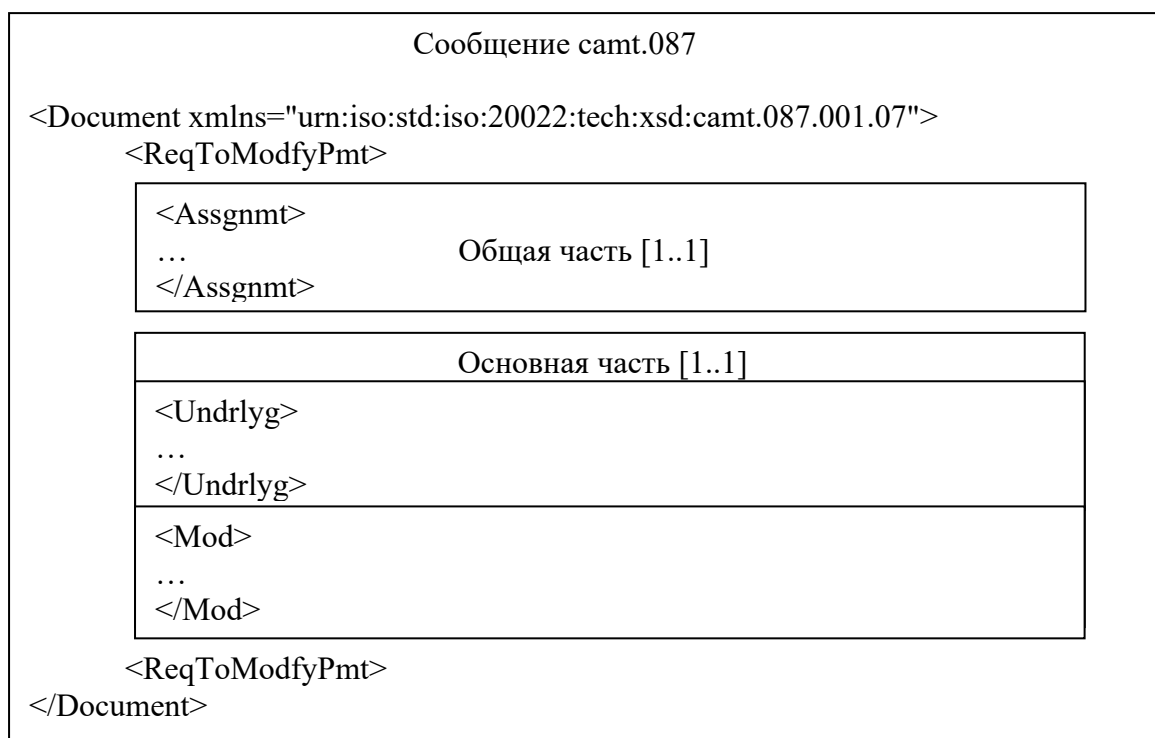 Сообщение camt.087
<Document xmlns="urn:iso:std:iso:20022:tech:xsd:camt.087.001.07">
<ReqToModfyPmt>
<Assgnmt>
… Общая часть [1..1]
</Assgnmt>
Основная часть [1..1]
<Undrlyg>
…
</Undrlyg>
<Mod>
…
</Mod>
<ReqToModfyPmt>
</Document>